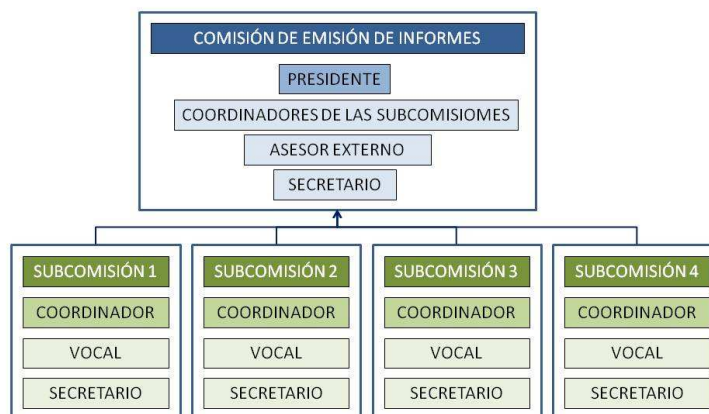 COMISIÓN DE EMISIÓN DE INFORMES
PRESIDENTE
COORDINADORES DE LAS SUBCOMISIOMES
ASESOR EXTERNO
SECRETARIO
SUBCOMISIÓN 1
COORDINADOR
VOCAL
SECRETARIO
SUBCOMISIÓN 2
COORDINADOR
VOCAL
SECRETARIO
SUBCOMISIÓN 3
COORDINADOR
VOCAL
SECRETARIO
SUBCOMISIÓN 4
COORDINADOR
VOCAL
SECRETARIO